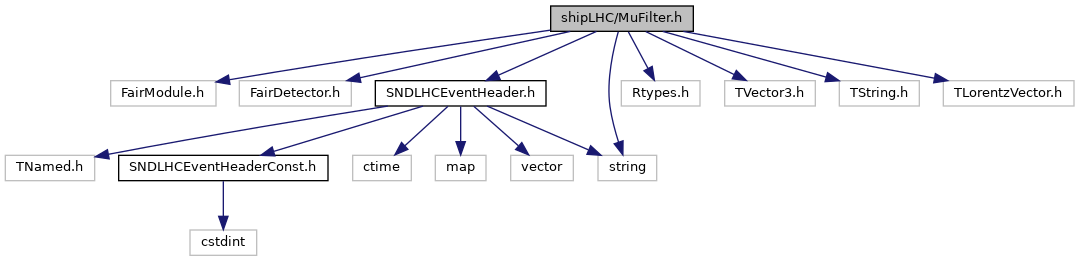 shipLHC/MuFilter.h
FairModule.h
FairDetector.h
SNDLHCEventHeader.h
Rtypes.h
TVector3.h
TString.h
TLorentzVector.h
TNamed.h
SNDLHCEventHeaderConst.h
ctime
map
vector
string
cstdint